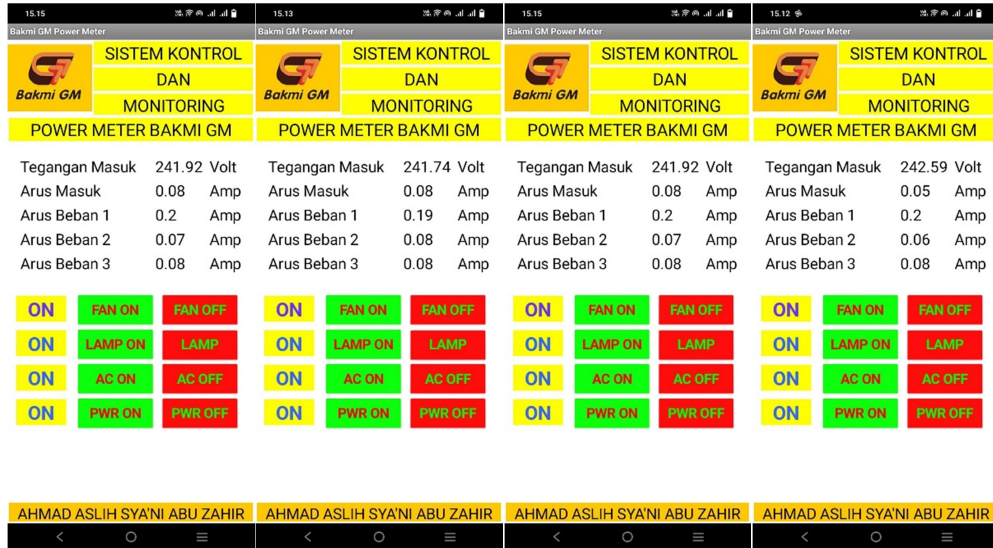 15.15
Bakmi GM Power Meter
Bakmi GM
SISTEM KONTROL
DAN
MONITORING
POWER METER BAKMI GM
Tegangan Masuk 241.92 Volt
Arus Masuk 0.08 Amp
Arus Beban 1 0.2 Amp
Arus Beban 2 0.07 Amp
Arus Beban 3 0.08 Amp
ON FAN ON FAN OFF
ON LAMP ON LAMP
ON AC ON AC OFF
ON PWR ON PWR OFF
AHMAD ASLIH SYA'NI ABU ZAHIR
15.13
Bakmi GM Power Meter
Bakmi GM
SISTEM KONTROL
DAN
MONITORING
POWER METER BAKMI GM
Tegangan Masuk 241.74 Volt
Arus Masuk 0.08 Amp
Arus Beban 1 0.19 Amp
Arus Beban 2 0.08 Amp
Arus Beban 3 0.08 Amp
ON FAN ON FAN OFF
ON LAMP ON LAMP
ON AC ON AC OFF
ON PWR ON PWR OFF
AHMAD ASLIH SYA'NI ABU ZAHIR
15.15
Bakmi GM Power Meter
Bakmi GM
SISTEM KONTROL
DAN
MONITORING
POWER METER BAKMI GM
Tegangan Masuk 241.92 Volt
Arus Masuk 0.08 Amp
Arus Beban 1 0.2 Amp
Arus Beban 2 0.07 Amp
Arus Beban 3 0.08 Amp
ON FAN ON FAN OFF
ON LAMP ON LAMP
ON AC ON AC OFF
ON PWR ON PWR OFF
AHMAD ASLIH SYA'NI ABU ZAHIR
15.12
Bakmi GM Power Meter
Bakmi GM
SISTEM KONTROL
DAN
MONITORING
POWER METER BAKMI GM
Tegangan Masuk 242.59 Volt
Arus Masuk 0.05 Amp
Arus Beban 1 0.2 Amp
Arus Beban 2 0.06 Amp
Arus Beban 3 0.08 Amp
ON FAN ON FAN OFF
ON LAMP ON LAMP
ON AC ON AC OFF
ON PWR ON PWR OFF
AHMAD ASLIH SYA'NI ABU ZAHIR